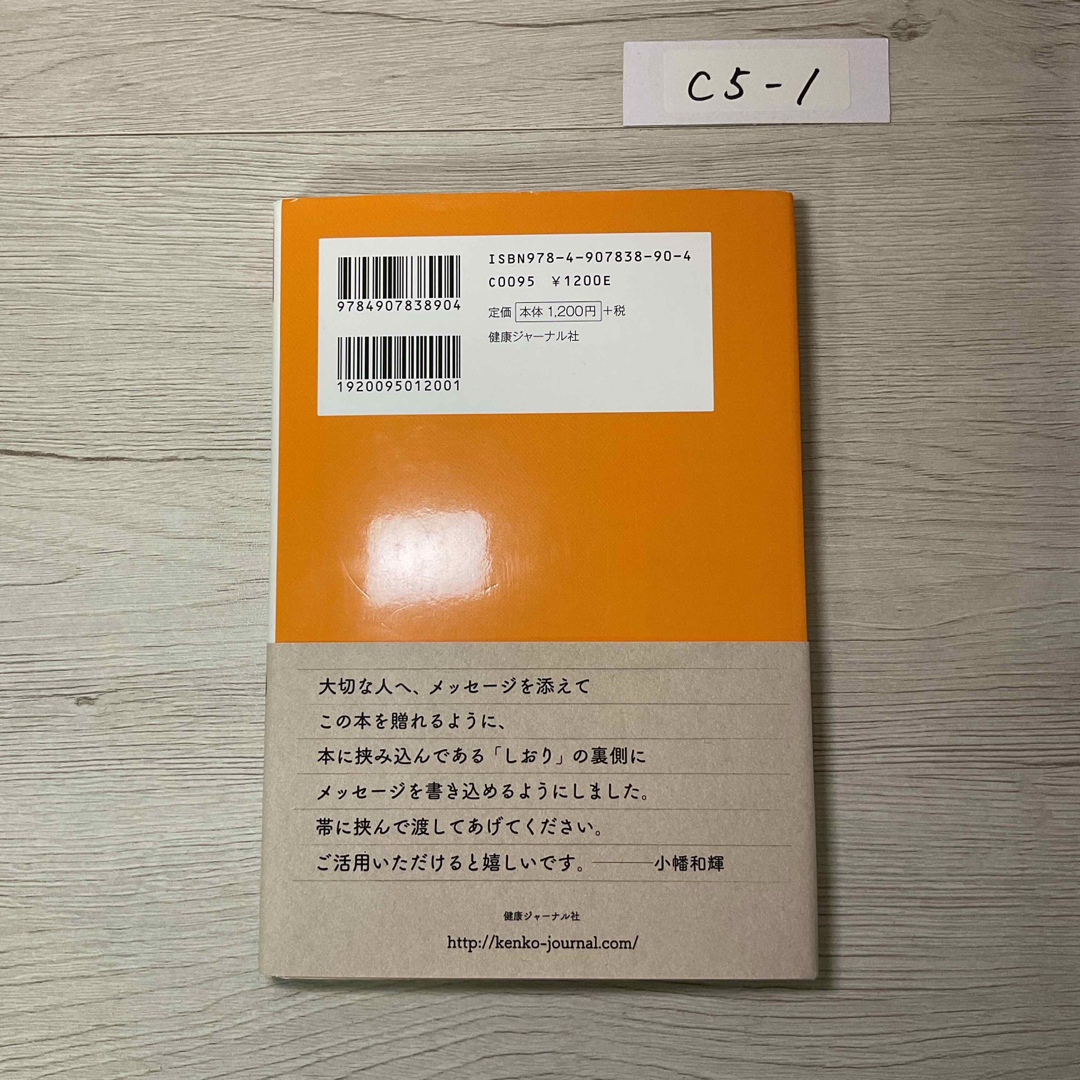 C5-1
ISBN978-4-907838-90-4
C0095 ¥1200E
定価 本体 1,200円 +税
健康ジャーナル社
9784907838904
1920095012001
大切な人へ、メッセージを添えて
この本を贈れるように、
本に挟み込んである「しおり」の裏側に
メッセージを書き込めるようにしました。
帯に挟んで渡してあげてください。
ご活用いただけると嬉しいです。――小幡和輝
健康ジャーナル社
http://kenko-journal.com/